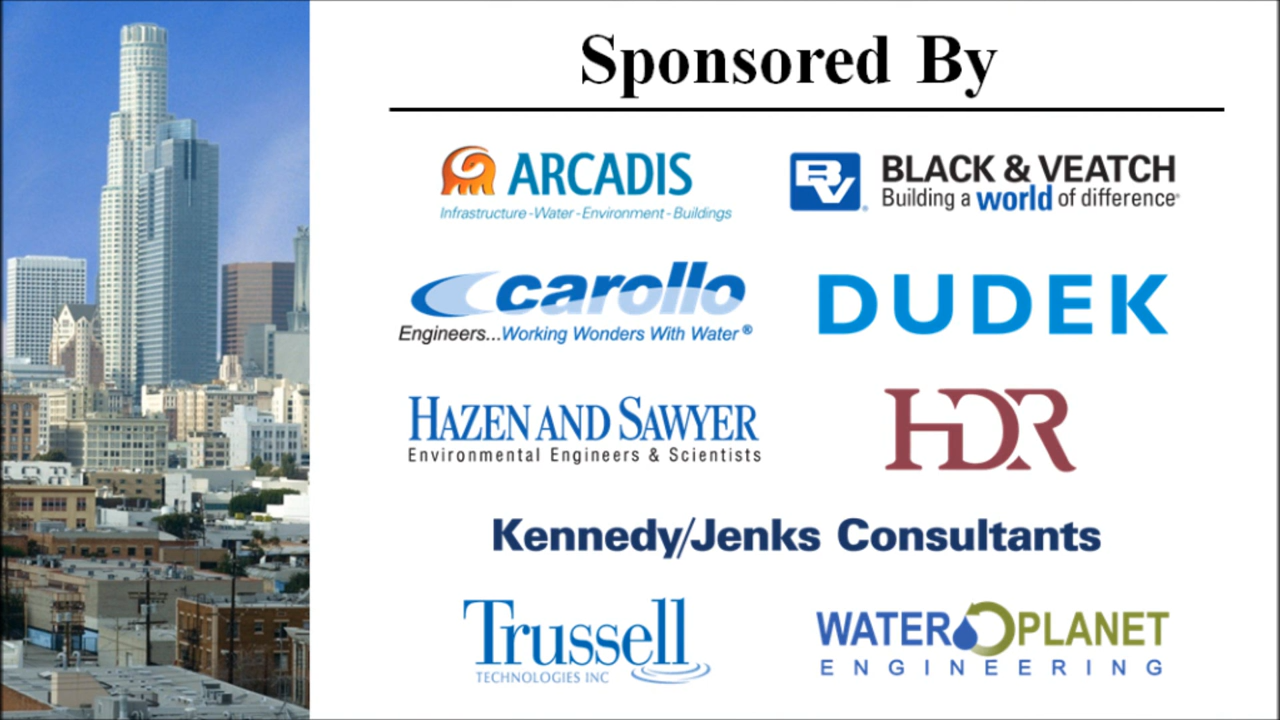 Sponsored By
ARCADIS
Infrastructure - Water - Environment - Buildings
BV
BLACK & VEATCH
Building a world of difference®
carollo
Engineers...Working Wonders With Water®
DUDEK
HAZEN AND SAWYER
Environmental Engineers & Scientists
HDR
Kennedy/Jenks Consultants
Trussell
TECHNOLOGIES INC
WATER PLANET
ENGINEERING